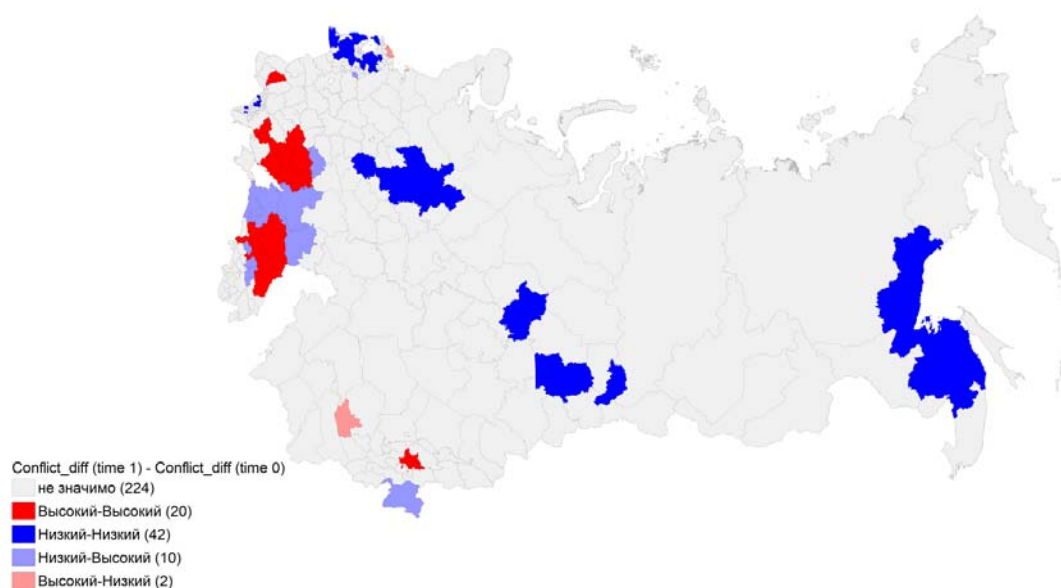 Conflict_diff (time 1) - Conflict_diff (time 0)
не значимо (224)
Высокий-Высокий (20)
Низкий-Низкий (42)
Низкий-Высокий (10)
Высокий-Низкий (2)